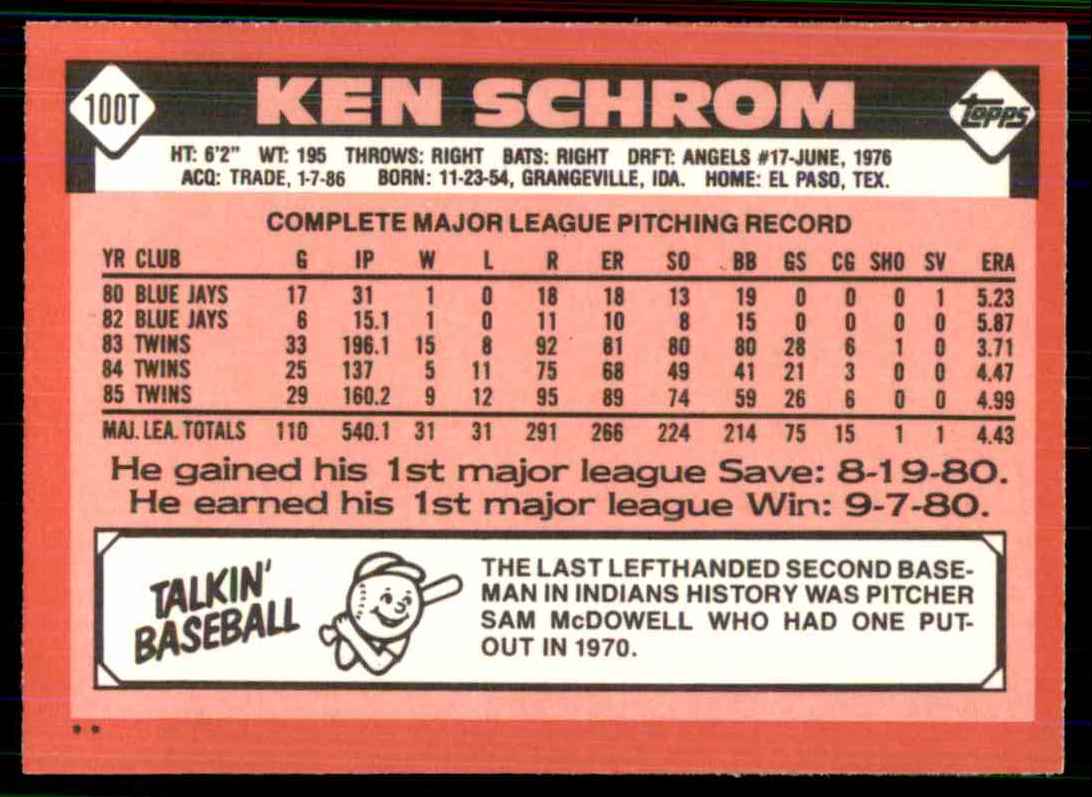 100T
KEN SCHROM
topps
HT: 6'2" WT: 195 THROWS: RIGHT BATS: RIGHT DRFT: ANGELS #17-JUNE, 1976
ACQ: TRADE, 1-7-86 BORN: 11-23-54, GRANGEVILLE, IDA. HOME: EL PASO, TEX.
COMPLETE MAJOR LEAGUE PITCHING RECORD
YR CLUB G IP W L R ER SO BB GS CG SHO SV ERA
80 BLUE JAYS 17 31 1 0 18 18 13 19 0 0 0 1 5.23
82 BLUE JAYS 6 15.1 1 0 11 10 8 15 0 0 0 0 5.87
83 TWINS 33 196.1 15 8 92 81 80 80 28 6 1 0 3.71
84 TWINS 25 137 5 11 75 68 49 41 21 3 0 0 4.47
85 TWINS 29 160.2 9 12 95 89 74 59 26 6 0 0 4.99
MAJ. LEA. TOTALS 110 540.1 31 31 291 266 224 214 75 15 1 1 4.43
He gained his 1st major league Save: 8-19-80.
He earned his 1st major league Win: 9-7-80.
TALKIN'
BASEBALL
THE LAST LEFTHANDED SECOND BASE-
MAN IN INDIANS HISTORY WAS PITCHER
SAM McDOWELL WHO HAD ONE PUT-
OUT IN 1970.
* *